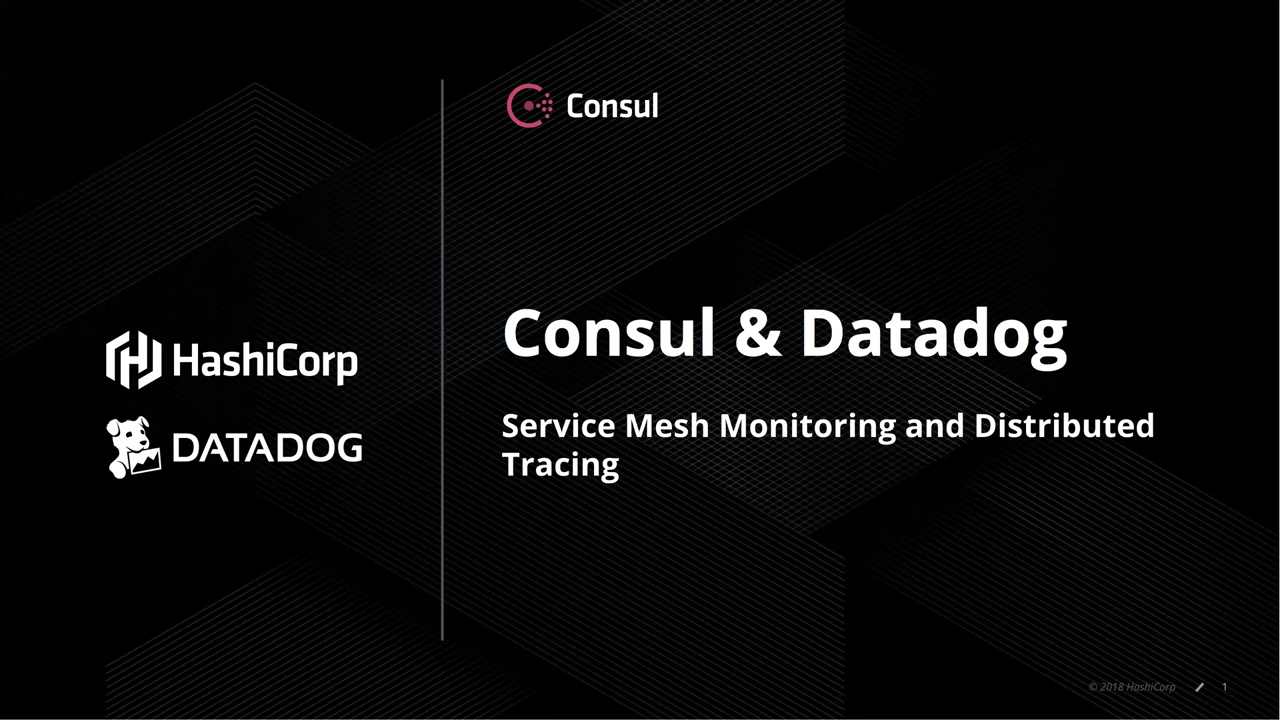 Consul
HashiCorp
DATADOG
Consul & Datadog
Service Mesh Monitoring and Distributed
Tracing
© 2018 HashiCorp
1